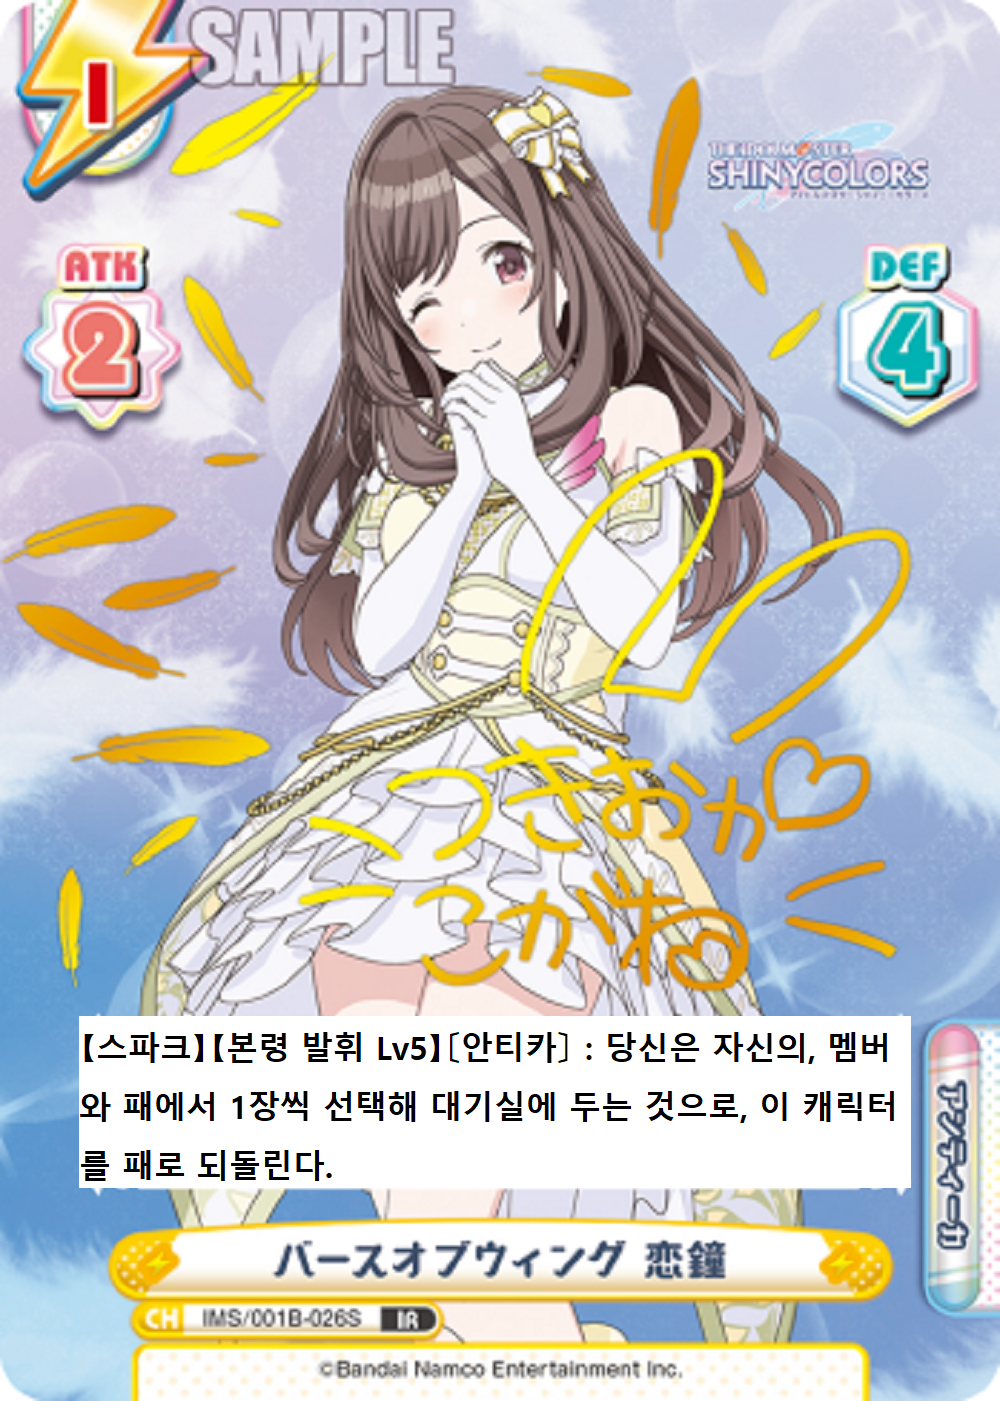 SAMPLE
1
THE IDOLM@STER
SHINYCOLORS
ATK
2
DEF
4
つきおか
こがね
【스파크】【본령 발휘 Lv5】〔안티카〕 : 당신은 자신의, 멤버
와 패에서 1장씩 선택해 대기실에 두는 것으로, 이 캐릭터
를 패로 되돌린다.
アンティーカ
バースオブウィング 恋鐘
CH IMS/001B-026S IR
©Bandai Namco Entertainment Inc.